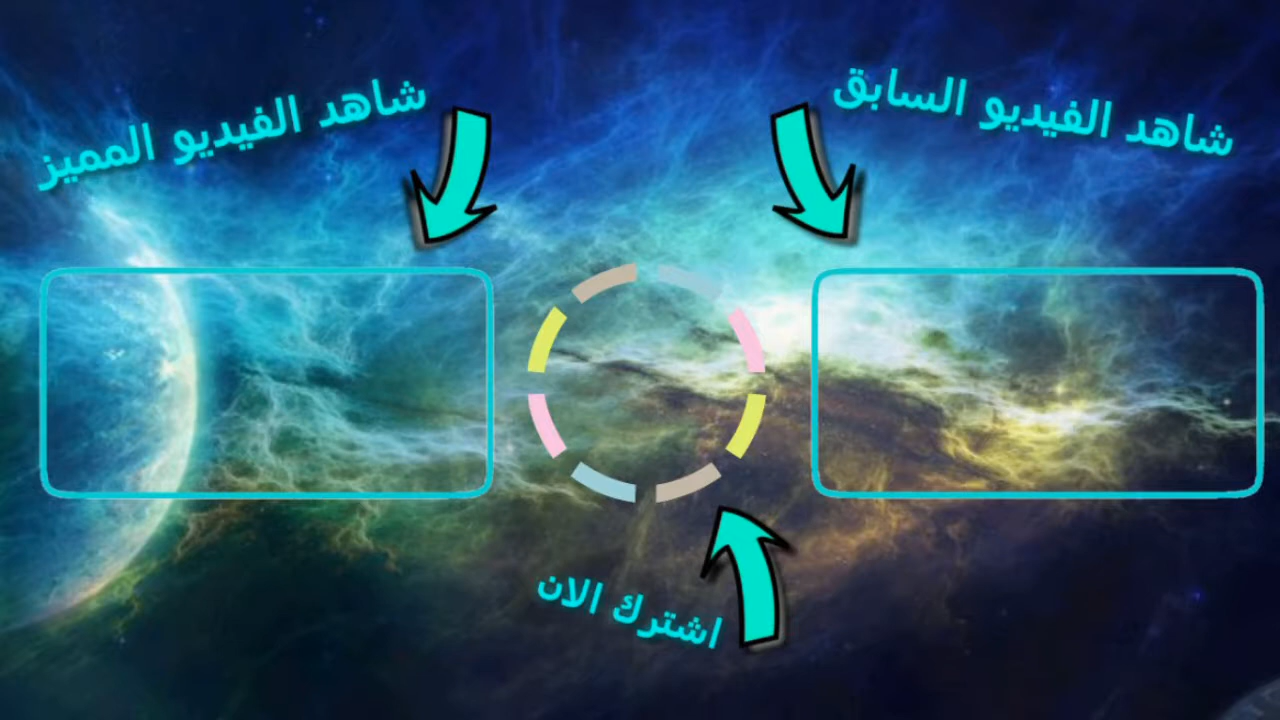 شاهد الفيديو السابق
شاهد الفيديو المميز
اشترك الان